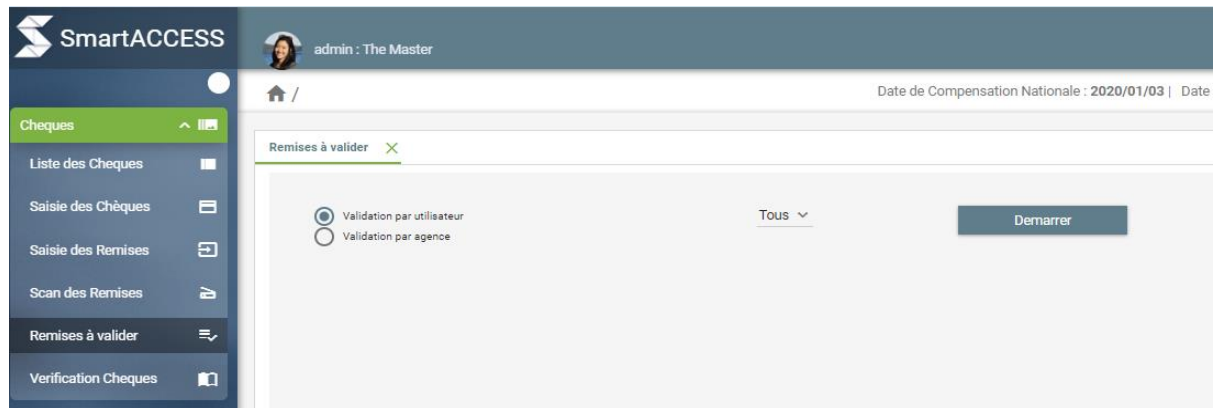 SmartACCESS
admin : The Master
/
Date de Compensation Nationale : 2020/01/03 | Date
Cheques
Liste des Cheques
Saisie des Chèques
Saisie des Remises
Scan des Remises
Remises à valider
Verification Cheques
Remises à valider
Validation par utilisateur
Validation par agence
Tous
Demarrer